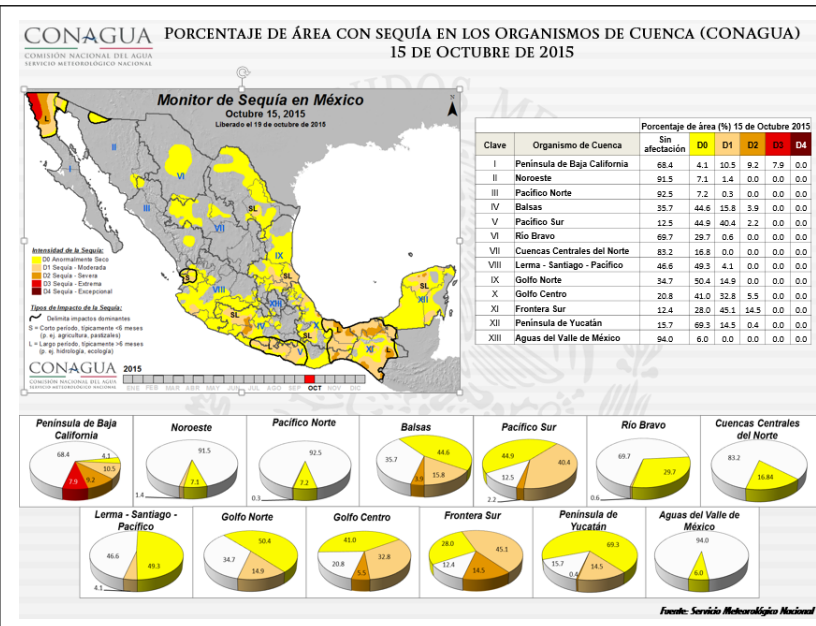 CONAGUA
COMISIÓN NACIONAL DEL AGUA
SERVICIO METEOROLÓGICO NACIONAL
PORCENTAJE DE ÁREA CON SEQUÍA EN LOS ORGANISMOS DE CUENCA (CONAGUA)
15 DE OCTUBRE DE 2015
Monitor de Sequía en México
Octubre 15, 2015
Liberado el 19 de octubre de 2015
N
L
I
II
III
VI
VII
SL
IX
SL
VIII
S
XIII
IV
SL
X
SL
V
L
XI
L
XII
SL
Intensidad de la Sequía:
D0 Anormalmente Seco
D1 Sequía - Moderada
D2 Sequía - Severa
D3 Sequía - Extrema
D4 Sequía - Excepcional
Tipos de Impacto de la Sequía:
Delimita impactos dominantes
S = Corto periodo, típicamente <6 meses
(p. ej. agricultura, pastizales)
L = Largo periodo, típicamente >6 meses
(p. ej. hidrología, ecología)
CONAGUA
COMISIÓN NACIONAL DEL AGUA
SERVICIO METEOROLÓGICO NACIONAL
2015
ENE FEB MAR ABR MAY JUN JUL AGO SEP OCT NOV DIC
Porcentaje de área (%) 15 de Octubre 2015
Clave Organismo de Cuenca Sin afectación D0 D1 D2 D3 D4
I Península de Baja California 68.4 4.1 10.5 9.2 7.9 0.0
II Noroeste 91.5 7.1 1.4 0.0 0.0 0.0
III Pacífico Norte 92.5 7.2 0.3 0.0 0.0 0.0
IV Balsas 35.7 44.6 15.8 3.9 0.0 0.0
V Pacífico Sur 12.5 44.9 40.4 2.2 0.0 0.0
VI Río Bravo 69.7 29.7 0.6 0.0 0.0 0.0
VII Cuencas Centrales del Norte 83.2 16.8 0.0 0.0 0.0 0.0
VIII Lerma - Santiago - Pacífico 46.6 49.3 4.1 0.0 0.0 0.0
IX Golfo Norte 34.7 50.4 14.9 0.0 0.0 0.0
X Golfo Centro 20.8 41.0 32.8 5.5 0.0 0.0
XI Frontera Sur 12.4 28.0 45.1 14.5 0.0 0.0
XII Península de Yucatán 15.7 69.3 14.5 0.4 0.0 0.0
XIII Aguas del Valle de México 94.0 6.0 0.0 0.0 0.0 0.0
Península de Baja
California
68.4 4.1 10.5 9.2 7.9
Noroeste
91.5 7.1 1.4
Pacífico Norte
92.5 7.2 0.3
Balsas
35.7 44.6 15.8 3.9
Pacífico Sur
44.9 40.4 12.5 2.2
Río Bravo
69.7 29.7 0.6
Cuencas Centrales
del Norte
83.2 16.84
Lerma - Santiago -
Pacífico
46.6 49.3 4.1
Golfo Norte
50.4 34.7 14.9
Golfo Centro
41.0 20.8 32.8 5.5
Frontera Sur
28.0 45.1 12.4 14.5
Península de
Yucatán
69.3 15.7 14.5 0.4
Aguas del Valle de
México
94.0 6.0
Fuente: Servicio Meteorológico Nacional